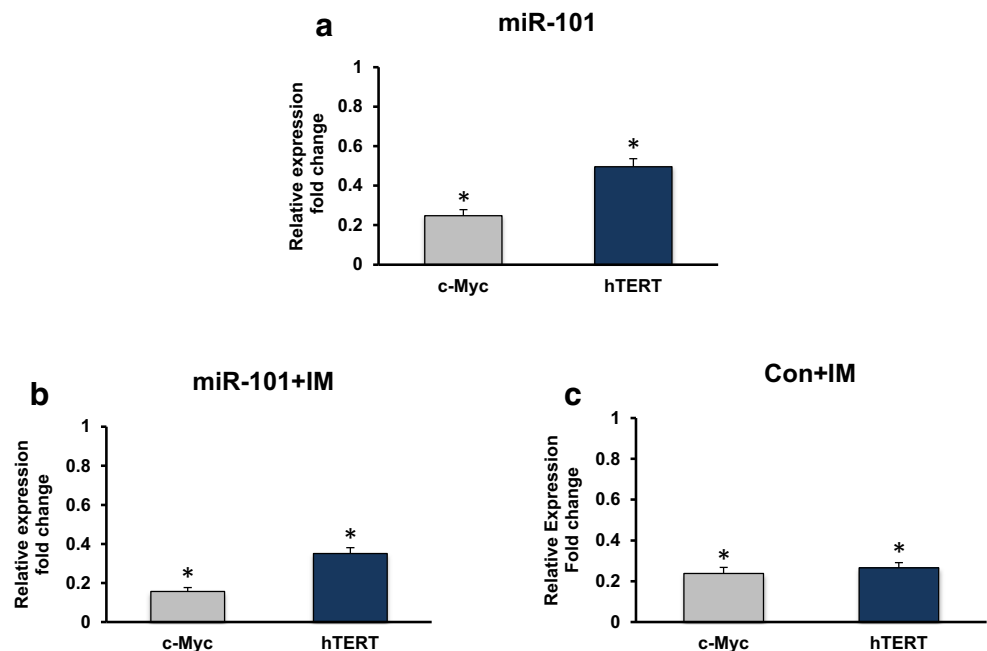 a
miR-101
Relative expression
fold change
1
0.8
0.6
0.4
0.2
0
*
*
c-Myc
hTERT
b
miR-101+IM
Relative expression
fold change
1
0.8
0.6
0.4
0.2
0
*
*
c-Myc
hTERT
c
Con+IM
Relative Expression
Fold change
1
0.8
0.6
0.4
0.2
0
*
*
c-Myc
hTERT